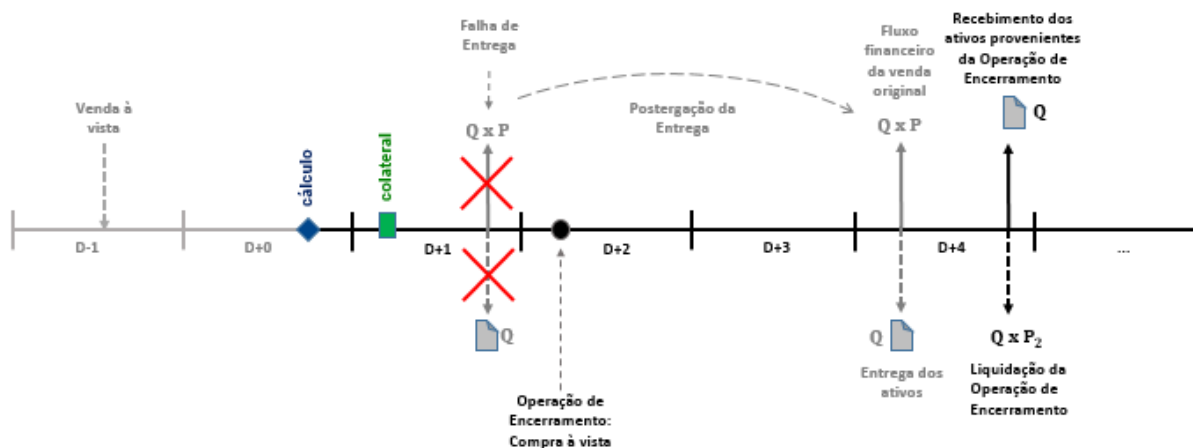 Falha de
Entrega
Fluxo
financeiro
da venda
original
Recebimento dos
ativos provenientes
da Operação de
Encerramento
Venda à
vista
Q x P
Postergação da
Entrega
Q x P
Q
câlculo
colateral
D-1
D+0
D+1
D+2
D+3
D+4
...
Q
Q
Q x P₂
Entrega dos
ativos
Liquidação da
Operação de
Encerramento
Operação de
Encerramento:
Compra à vista